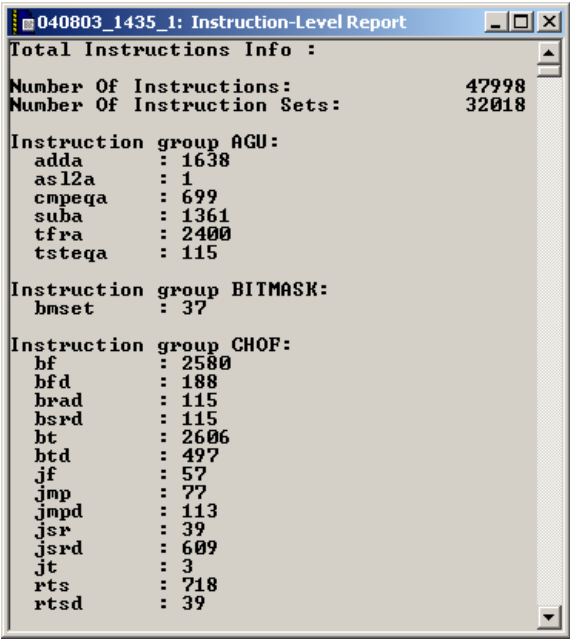 040803_1435_1: Instruction-Level Report
Total Instructions Info :
Number Of Instructions: 47998
Number Of Instruction Sets: 32018
Instruction group AGU:
adda : 1638
asl2a : 1
cmpeqa : 699
suba : 1361
tfra : 2400
tsteqa : 115
Instruction group BITMASK:
bmset : 37
Instruction group CHOF:
bf : 2580
bfd : 188
brad : 115
bsrd : 115
bt : 2606
btd : 497
jf : 57
jmp : 77
jmpd : 113
jsr : 39
jsrd : 609
jt : 3
rts : 718
rtsd : 39